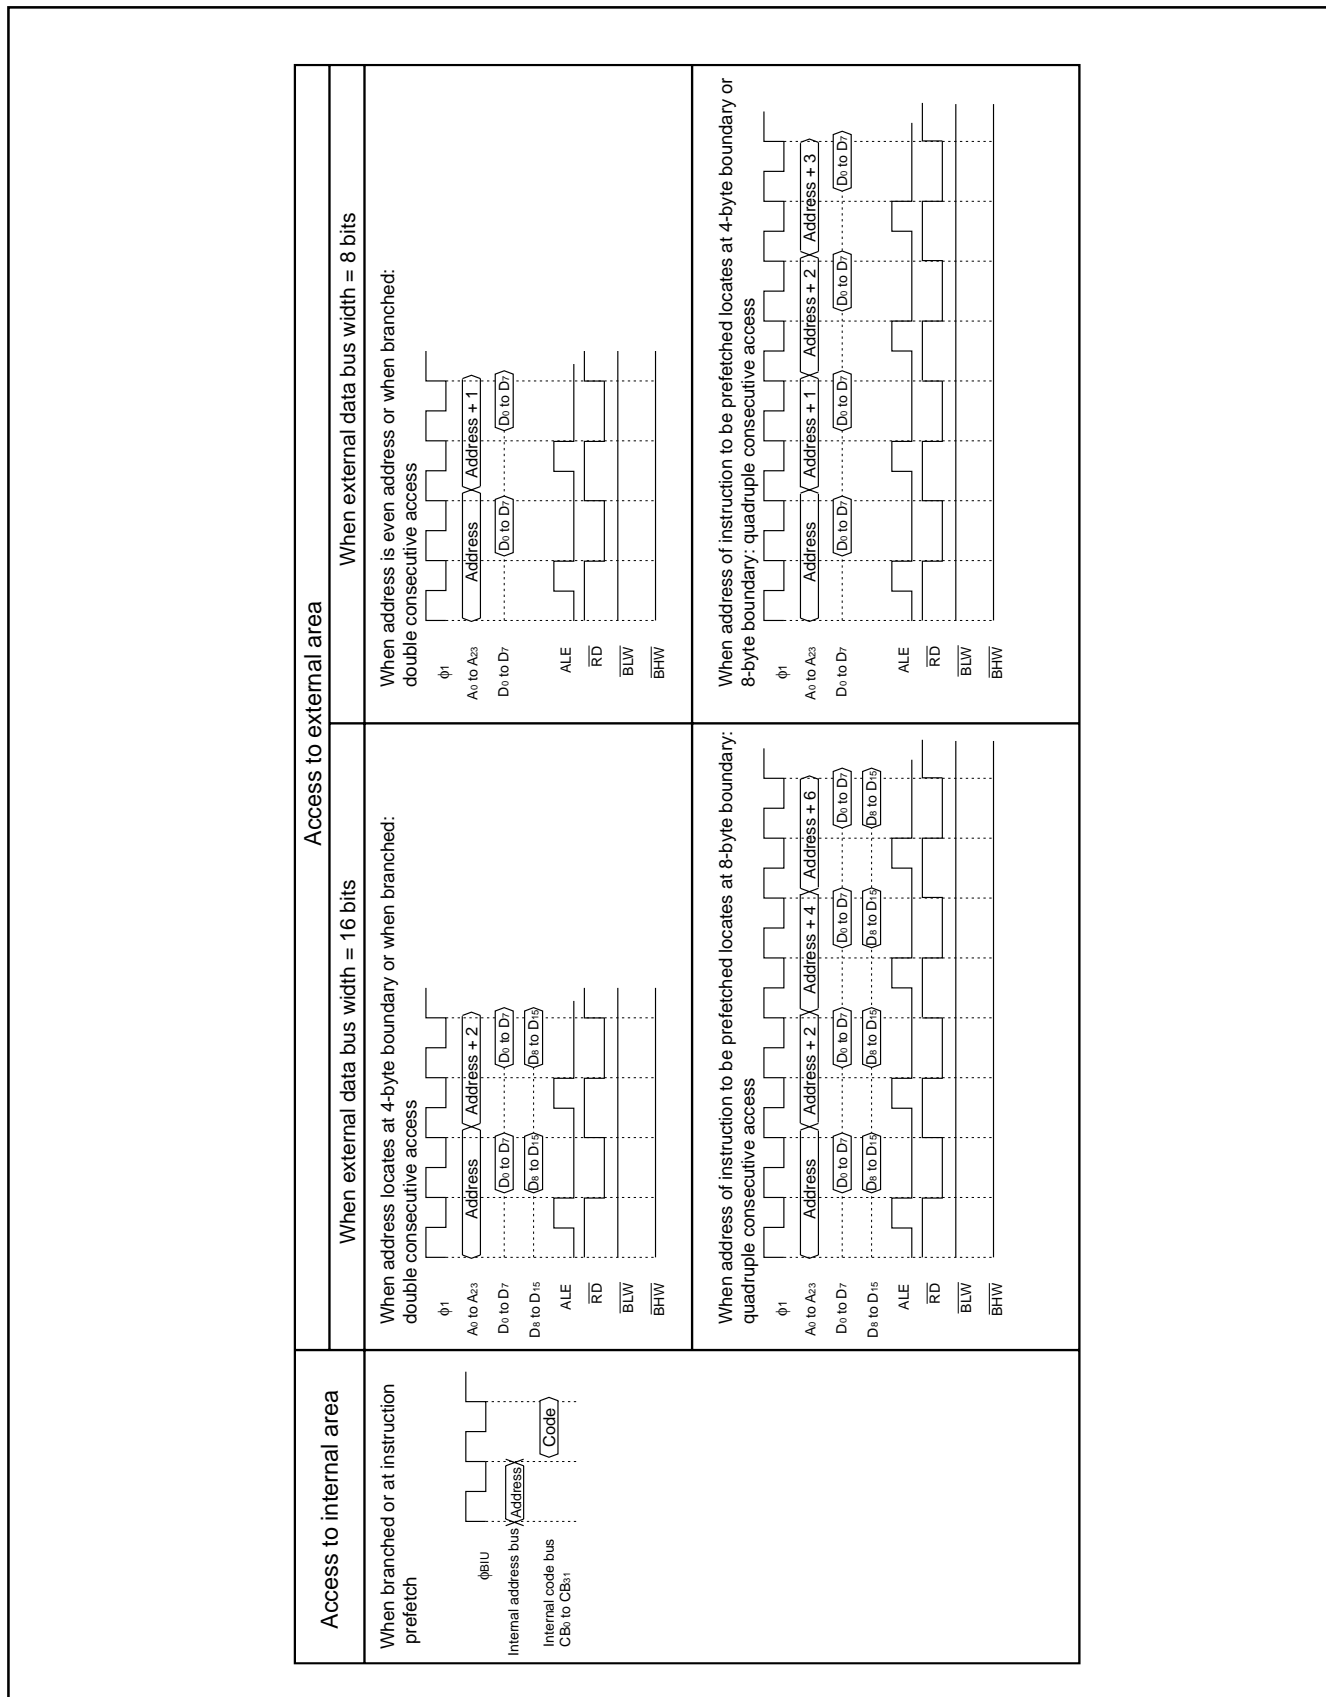 Access to internal area
When branched or at instruction
prefetch
ϕBIU
Internal address bus
Address
Internal code bus
CB0 to CB31
Code
Access to external area
When external data bus width = 16 bits
When address locates at 4-byte boundary or when branched:
double consecutive access
ϕ1
A0 to A23
Address
Address + 2
D0 to D7
D0 to D7
D0 to D7
D8 to D15
D8 to D15
D8 to D15
ALE
RD
BLW
BHW
When address of instruction to be prefetched locates at 8-byte boundary:
quadruple consecutive access
ϕ1
A0 to A23
Address
Address + 2
Address + 4
Address + 6
D0 to D7
D0 to D7
D0 to D7
D0 to D7
D0 to D7
D8 to D15
D8 to D15
D8 to D15
D8 to D15
D8 to D15
ALE
RD
BLW
BHW
When external data bus width = 8 bits
When address is even address or when branched:
double consecutive access
ϕ1
A0 to A23
Address
Address + 1
D0 to D7
D0 to D7
D0 to D7
ALE
RD
BLW
BHW
When address of instruction to be prefetched locates at 4-byte boundary or
8-byte boundary: quadruple consecutive access
ϕ1
A0 to A23
Address
Address + 1
Address + 2
Address + 3
D0 to D7
D0 to D7
D0 to D7
D0 to D7
D0 to D7
ALE
RD
BLW
BHW